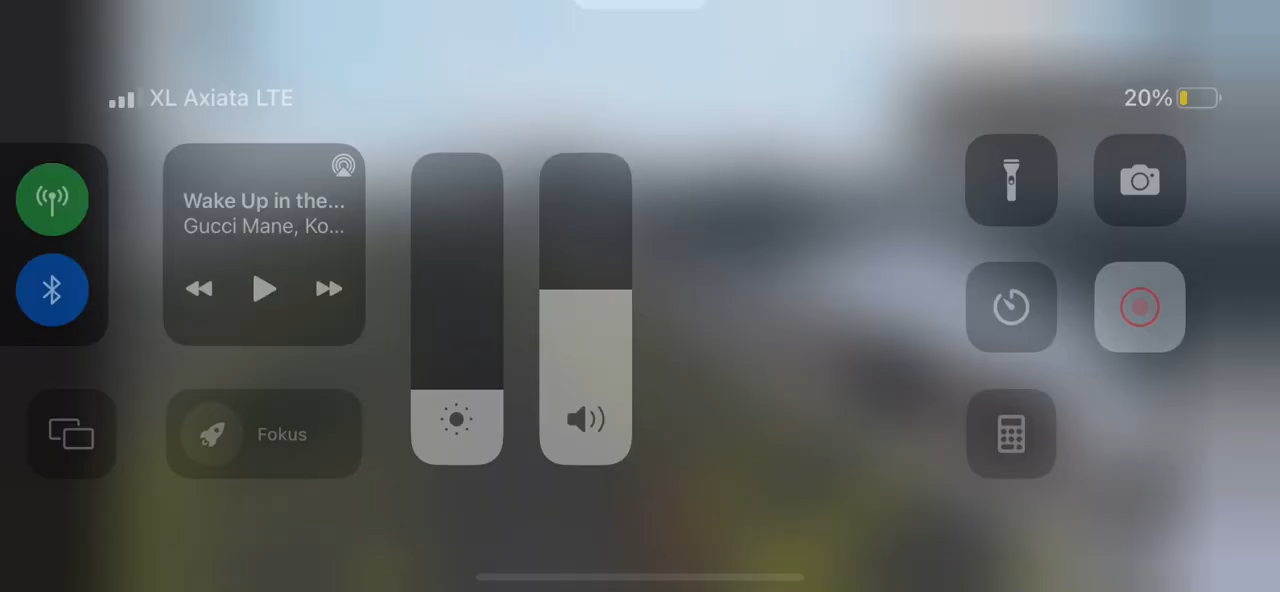 XL Axiata LTE
20%
Wake Up in the...
Gucci Mane, Ko...
Fokus